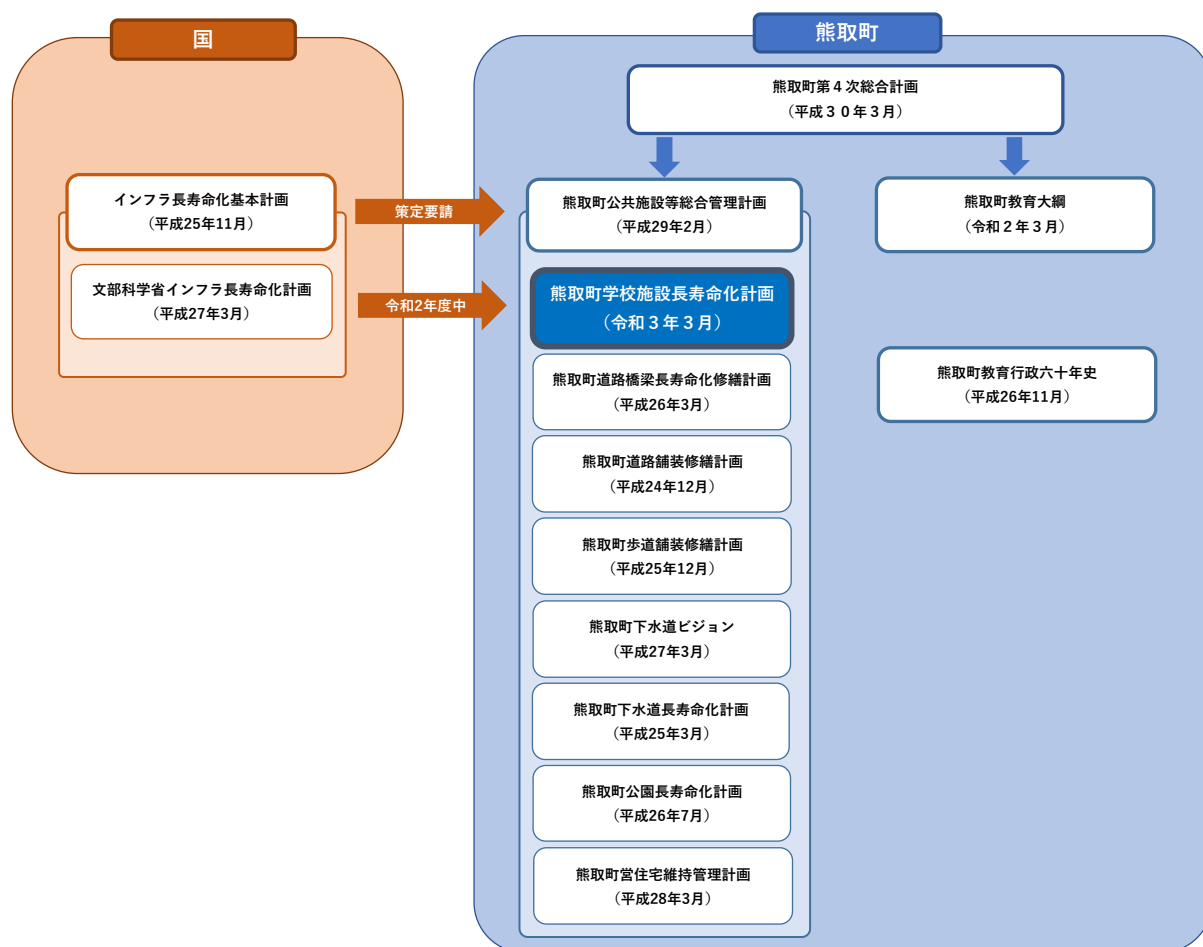 国
インフラ長寿命化基本計画
（平成25年11月）
文部科学省インフラ長寿命化計画
（平成27年3月）
策定要請
令和2年度中
熊取町
熊取町第４次総合計画
（平成３０年３月）
熊取町公共施設等総合管理計画
（平成29年2月）
熊取町学校施設長寿命化計画
（令和３年３月）
熊取町道路橋梁長寿命化修繕計画
（平成26年3月）
熊取町道路舗装修繕計画
（平成24年12月）
熊取町歩道舗装修繕計画
（平成25年12月）
熊取町下水道ビジョン
（平成27年3月）
熊取町下水道長寿命化計画
（平成25年3月）
熊取町公園長寿命化計画
（平成26年7月）
熊取町営住宅維持管理計画
（平成28年3月）
熊取町教育大綱
（令和２年３月）
熊取町教育行政六十年史
（平成26年11月）